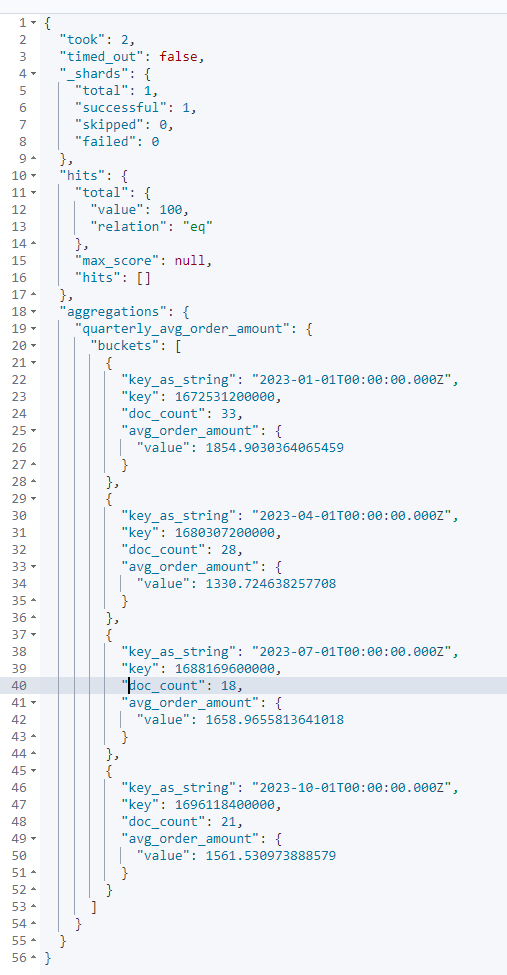 1 {
2 "took": 2,
3 "timed_out": false,
4 "_shards": {
5 "total": 1,
6 "successful": 1,
7 "skipped": 0,
8 "failed": 0
9 },
10 "hits": {
11 "total": {
12 "value": 100,
13 "relation": "eq"
14 },
15 "max_score": null,
16 "hits": []
17 },
18 "aggregations": {
19 "quarterly_avg_order_amount": {
20 "buckets": [
21 {
22 "key_as_string": "2023-01-01T00:00:00.000Z",
23 "key": 1672531200000,
24 "doc_count": 33,
25 "avg_order_amount": {
26 "value": 1854.9030364065459
27 }
28 },
29 {
30 "key_as_string": "2023-04-01T00:00:00.000Z",
31 "key": 1680307200000,
32 "doc_count": 28,
33 "avg_order_amount": {
34 "value": 1330.724638257708
35 }
36 },
37 {
38 "key_as_string": "2023-07-01T00:00:00.000Z",
39 "key": 1688169600000,
40 "doc_count": 18,
41 "avg_order_amount": {
42 "value": 1658.9655813641018
43 }
44 },
45 {
46 "key_as_string": "2023-10-01T00:00:00.000Z",
47 "key": 1696118400000,
48 "doc_count": 21,
49 "avg_order_amount": {
50 "value": 1561.530973888579
51 }
52 }
53 ]
54 }
55 }
56 }